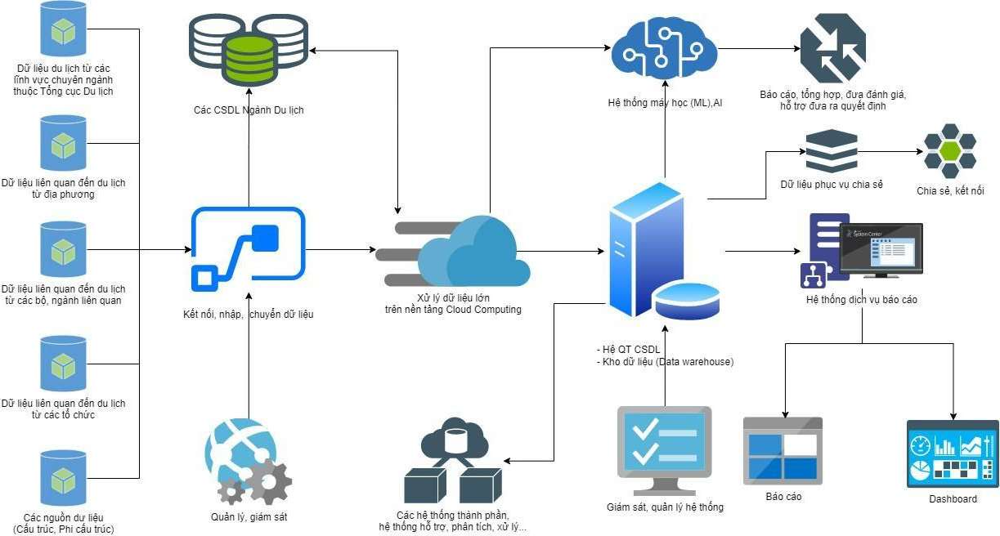 Dữ liệu du lịch từ các
lĩnh vực chuyên ngành
thuộc Tổng cục Du lịch
Dữ liệu liên quan đến du lịch
từ địa phương
Dữ liệu liên quan đến du lịch
từ các bộ, ngành liên quan
Dữ liệu liên quan đến du lịch
từ các tổ chức
Các nguồn dư liệu
(Cấu trúc, Phi cấu trúc)
Các CSDL Ngành Du lịch
Kết nối, nhập, chuyển dữ liệu
Quản lý, giám sát
Xử lý dữ liệu lớn
trên nền tảng Cloud Computing
Các hệ thống thành phần,
hệ thống hỗ trợ, phân tích, xử lý...
Hệ thống máy học (ML),AI
- Hệ QT CSDL
- Kho dữ liệu (Data warehouse)
Giám sát, quản lý hệ thống
Báo cáo, tổng hợp, đưa đánh giá,
hỗ trợ đưa ra quyết định
Dữ liệu phục vụ chia sẻ
Chia sẻ, kết nối
System Center
Hệ thống dịch vụ báo cáo
Báo cáo
Dashboard